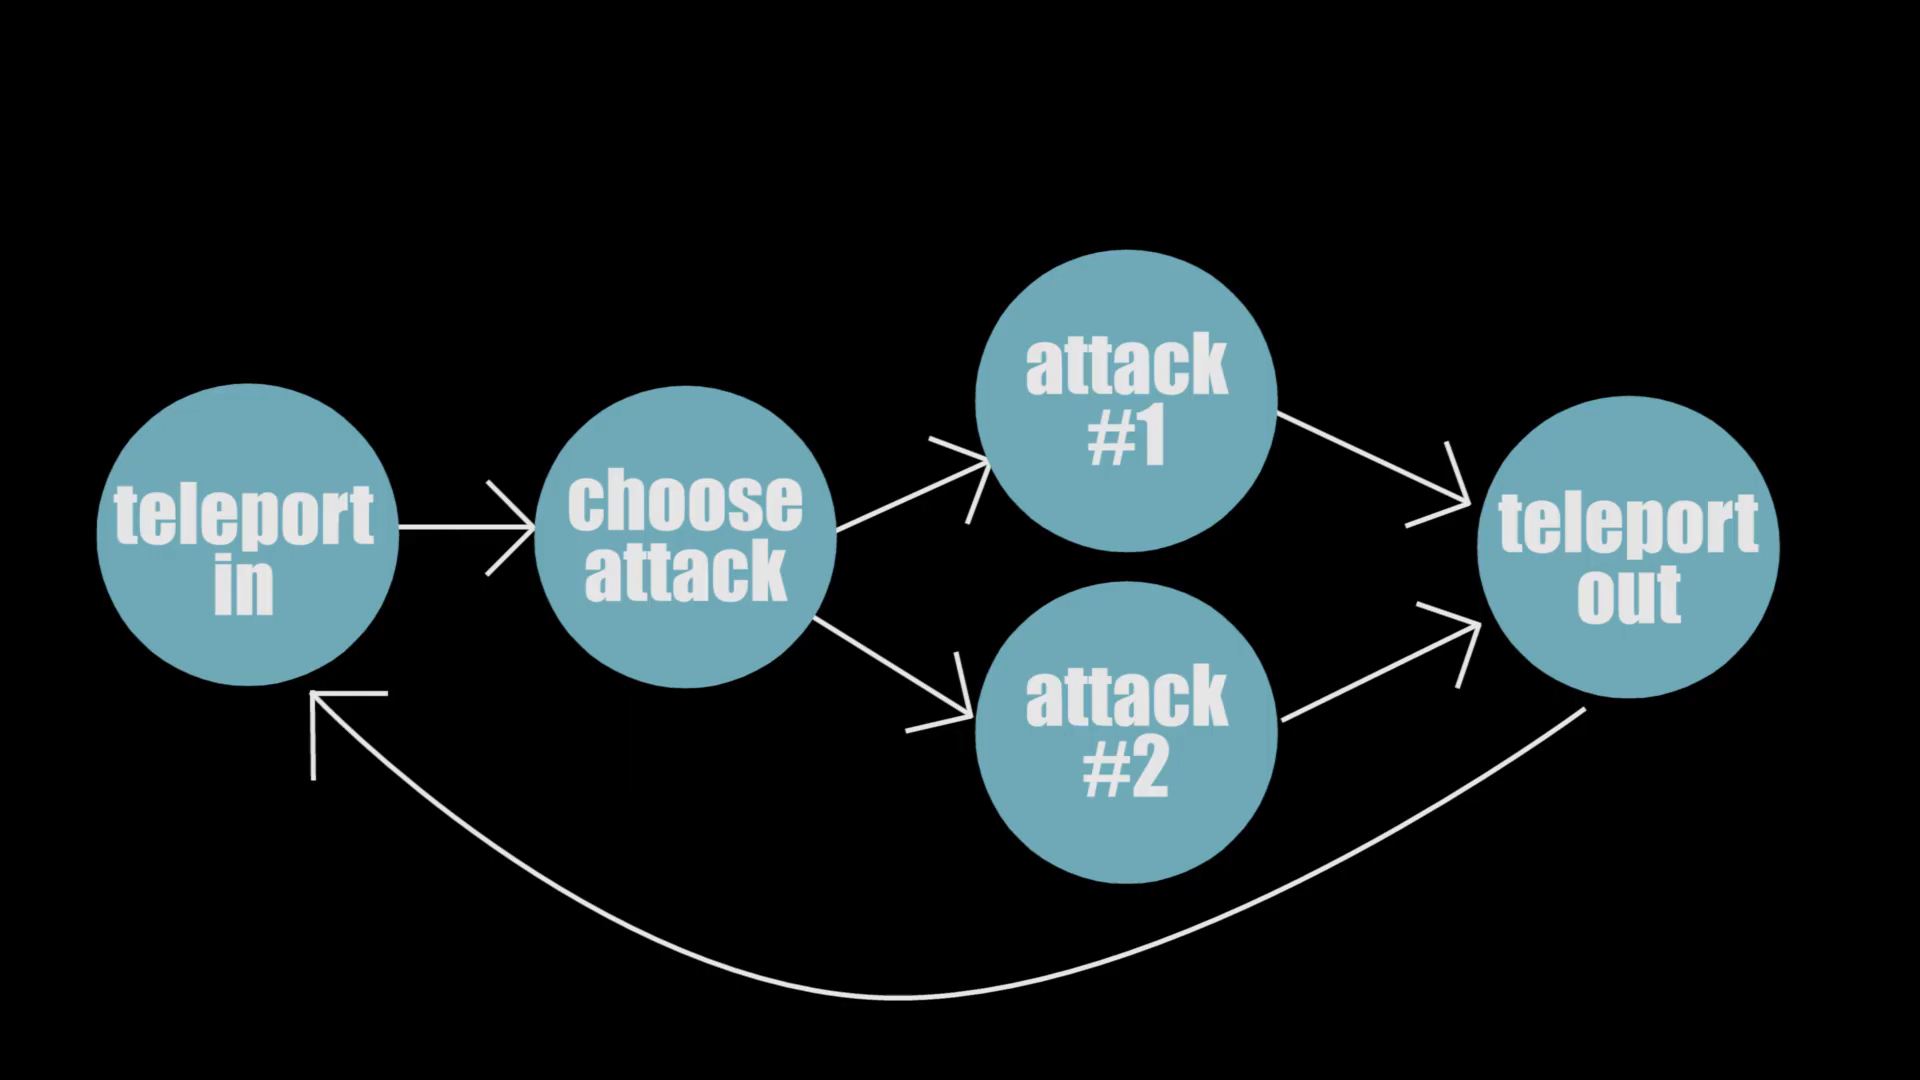 teleport
in
choose
attack
attack
#1
attack
#2
teleport
out